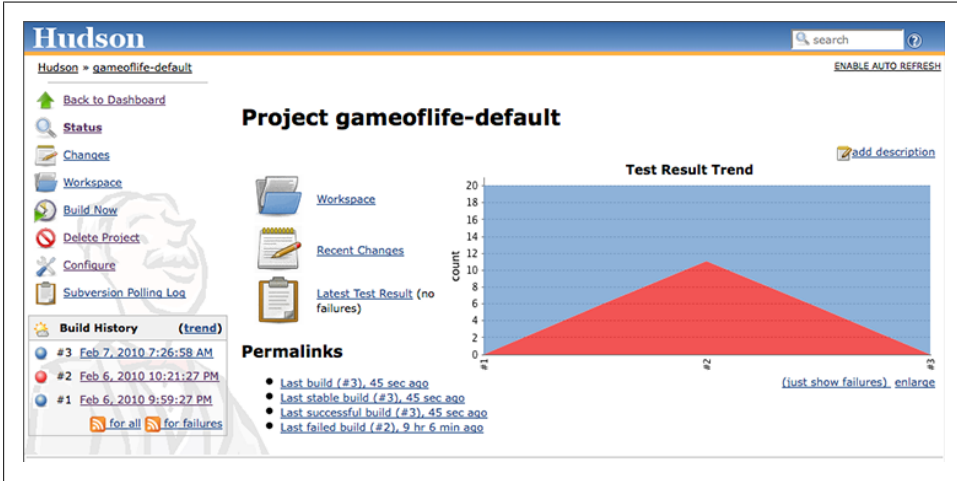 Hudson
search
Hudson » gameoflife-default
ENABLE AUTO REFRESH
Back to Dashboard
Status
Changes
Workspace
Build Now
Delete Project
Configure
Subversion Polling Log
Build History (trend)
#3 Feb 7, 2010 7:26:58 AM
#2 Feb 6, 2010 10:21:27 PM
#1 Feb 6, 2010 9:59:27 PM
for all for failures
Project gameoflife-default
add description
Workspace
Recent Changes
Latest Test Result (no
failures)
Test Result Trend
count
20
18
16
14
12
10
8
6
4
2
0
#1
#2
#3
(just show failures) enlarge
Permalinks
Last build (#3), 45 sec ago
Last stable build (#3), 45 sec ago
Last successful build (#3), 45 sec ago
Last failed build (#2), 9 hr 6 min ago